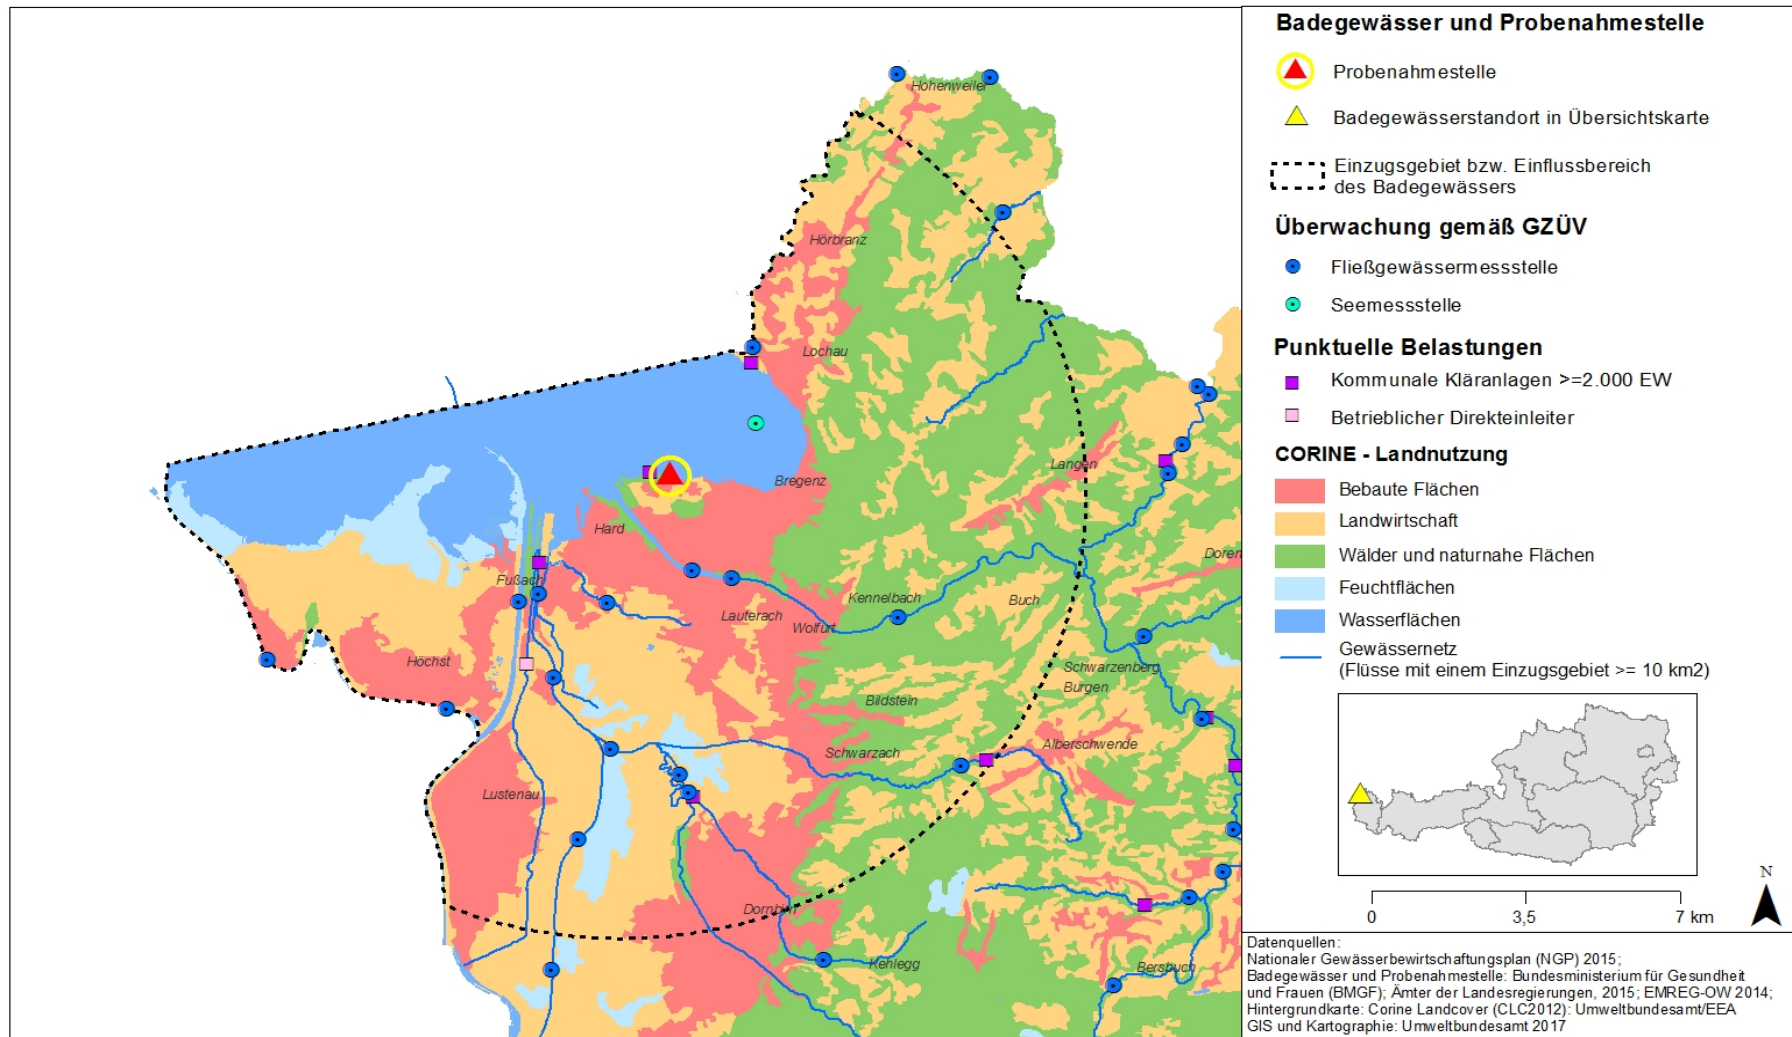 Hohenweiler
Hörbranz
Lochau
Langen
Bregenz
Hard
Doren
Fußach
Kennelbach
Buch
Lauterach
Wolfurt
Höchst
Schwarzenberg
Burgen
Bildstein
Alberschwende
Schwarzach
Lustenau
Dornbirn
Kehlegg
Bersbuch
Badegewässer und Probenahmestelle
Probenahmestelle
Badegewässerstandort in Übersichtskarte
Einzugsgebiet bzw. Einflussbereich
des Badegewässers
Überwachung gemäß GZÜV
Fließgewässermessstelle
Seemessstelle
Punktuelle Belastungen
Kommunale Kläranlagen >=2.000 EW
Betrieblicher Direkteinleiter
CORINE - Landnutzung
Bebaute Flächen
Landwirtschaft
Wälder und naturnahe Flächen
Feuchtflächen
Wasserflächen
Gewässernetz
(Flüsse mit einem Einzugsgebiet >= 10 km2)
N
0 3,5 7 km
Datenquellen:
Nationaler Gewässerbewirtschaftungsplan (NGP) 2015;
Badegewässer und Probenahmestelle: Bundesministerium für Gesundheit
und Frauen (BMGF); Ämter der Landesregierungen, 2015; EMREG-OW 2014;
Hintergrundkarte: Corine Landcover (CLC2012): Umweltbundesamt/EEA
GIS und Kartographie: Umweltbundesamt 2017